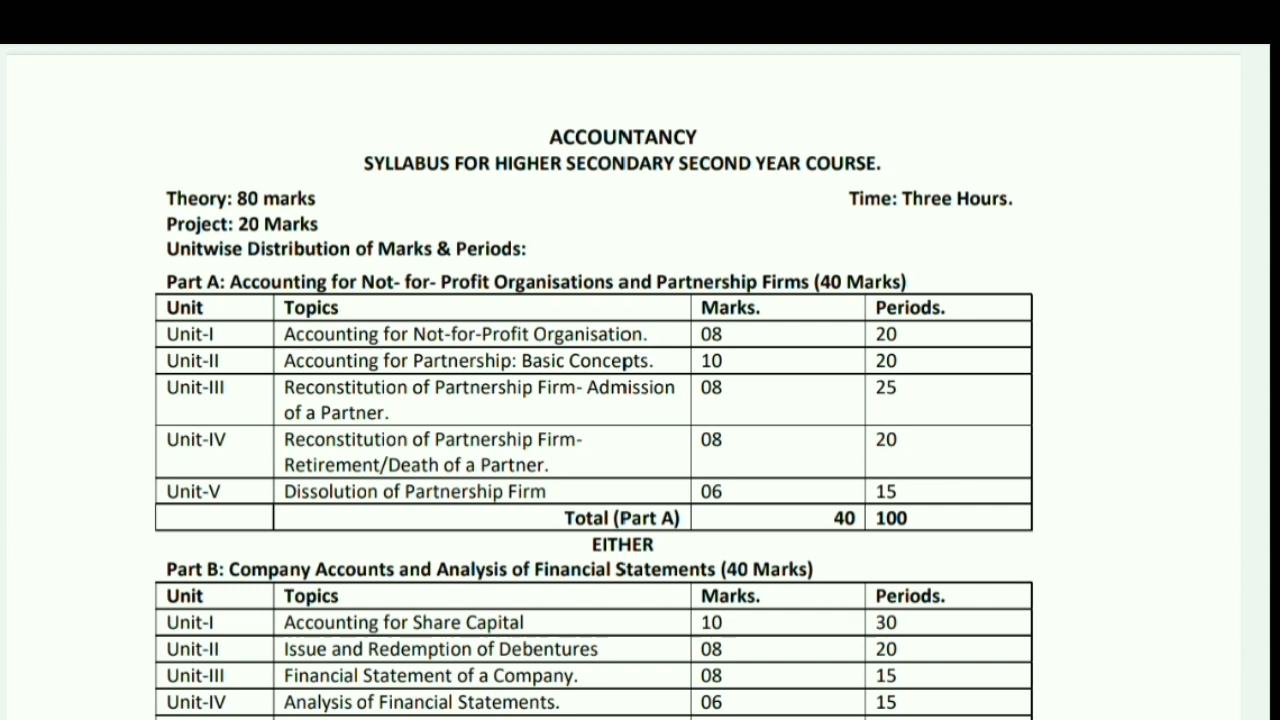 ACCOUNTANCY
SYLLABUS FOR HIGHER SECONDARY SECOND YEAR COURSE.
Theory: 80 marks Time: Three Hours.
Project: 20 Marks
Unitwise Distribution of Marks & Periods:
Part A: Accounting for Not- for- Profit Organisations and Partnership Firms (40 Marks)
Unit Topics Marks. Periods.
Unit-I Accounting for Not-for-Profit Organisation. 08 20
Unit-II Accounting for Partnership: Basic Concepts. 10 20
Unit-III Reconstitution of Partnership Firm- Admission 08 25
of a Partner.
Unit-IV Reconstitution of Partnership Firm- 08 20
Retirement/Death of a Partner.
Unit-V Dissolution of Partnership Firm 06 15
Total (Part A) 40 100
EITHER
Part B: Company Accounts and Analysis of Financial Statements (40 Marks)
Unit Topics Marks. Periods.
Unit-I Accounting for Share Capital 10 30
Unit-II Issue and Redemption of Debentures 08 20
Unit-III Financial Statement of a Company. 08 15
Unit-IV Analysis of Financial Statements. 06 15